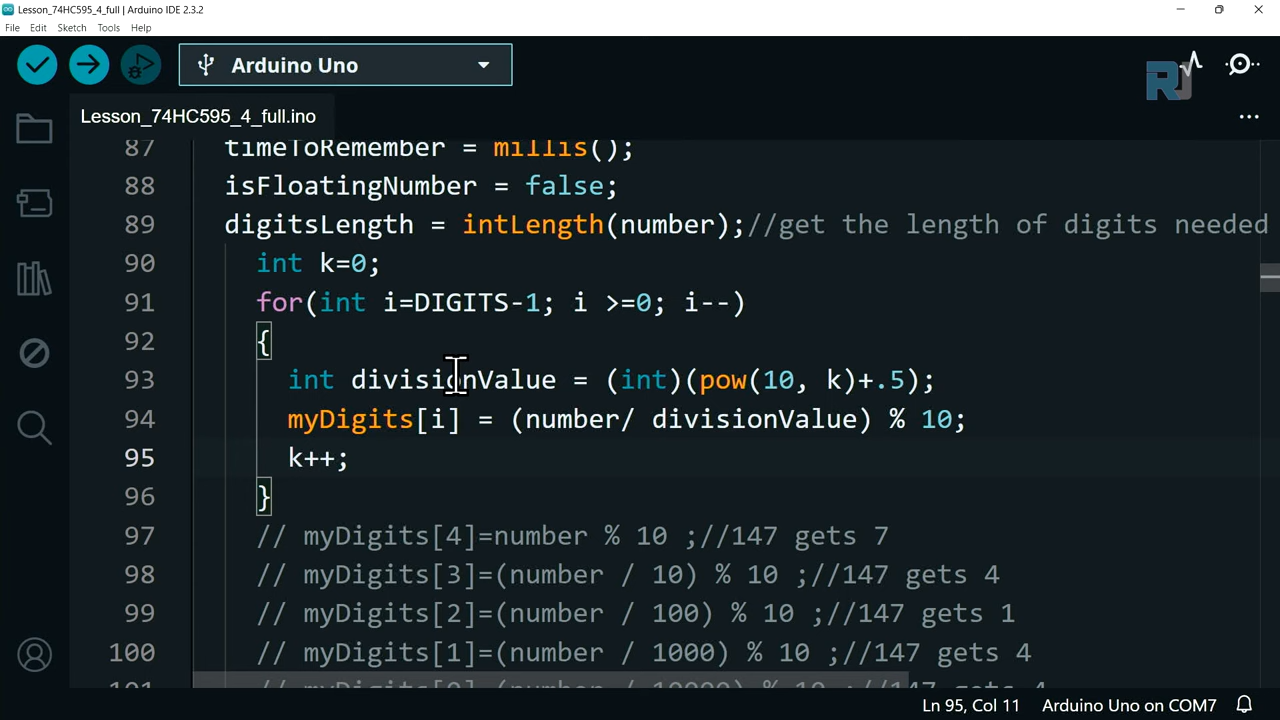 Lesson_74HC595_4_full | Arduino IDE 2.3.2
File Edit Sketch Tools Help
Arduino Uno
RJ
Lesson_74HC595_4_full.ino
87 timeToRemember = millis();
88 isFloatingNumber = false;
89 digitsLength = intLength(number);//get the length of digits needed
90 int k=0;
91 for(int i=DIGITS-1; i >=0; i--)
92 {
93 int divisionValue = (int)(pow(10, k)+.5);
94 myDigits[i] = (number/ divisionValue) % 10;
95 k++;
96 }
97 // myDigits[4]=number % 10 ;//147 gets 7
98 // myDigits[3]=(number / 10) % 10 ;//147 gets 4
99 // myDigits[2]=(number / 100) % 10 ;//147 gets 1
100 // myDigits[1]=(number / 1000) % 10 ;//147 gets 4
Ln 95, Col 11 Arduino Uno on COM7